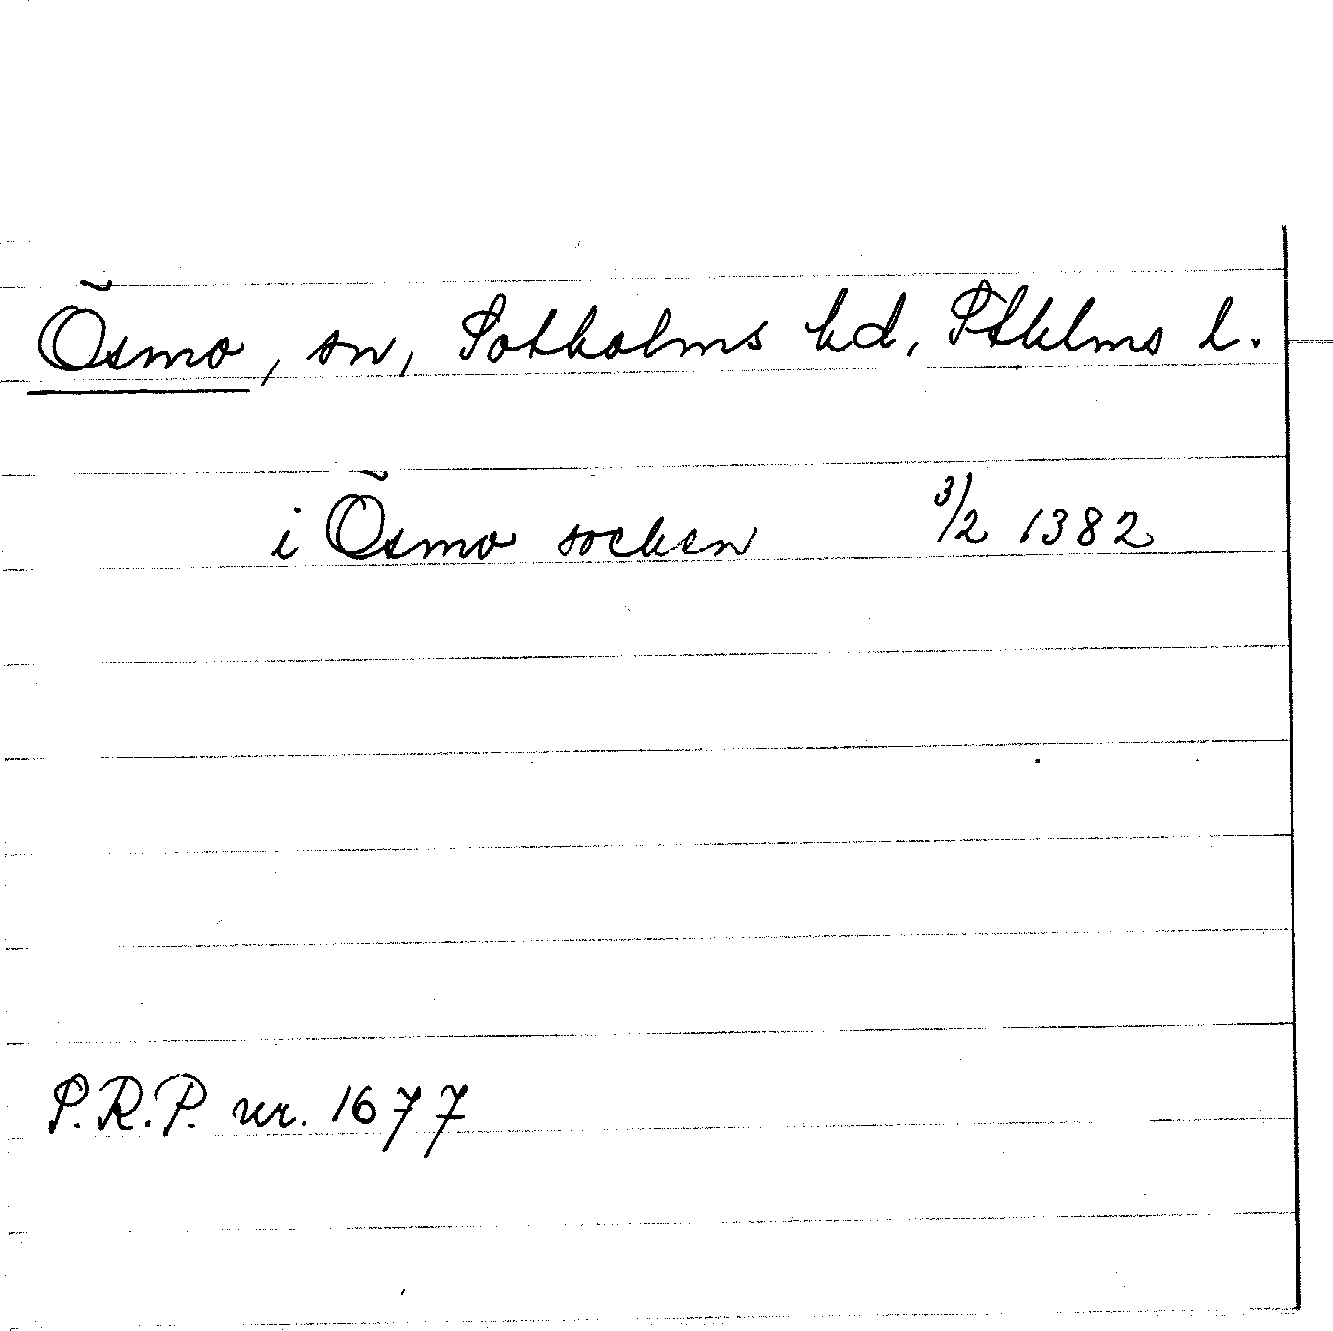 Ösmo, sn, Sotholms hd, Sthlms l.
i Ösmo socken 3/2 1382
S.R.P. nr. 1677